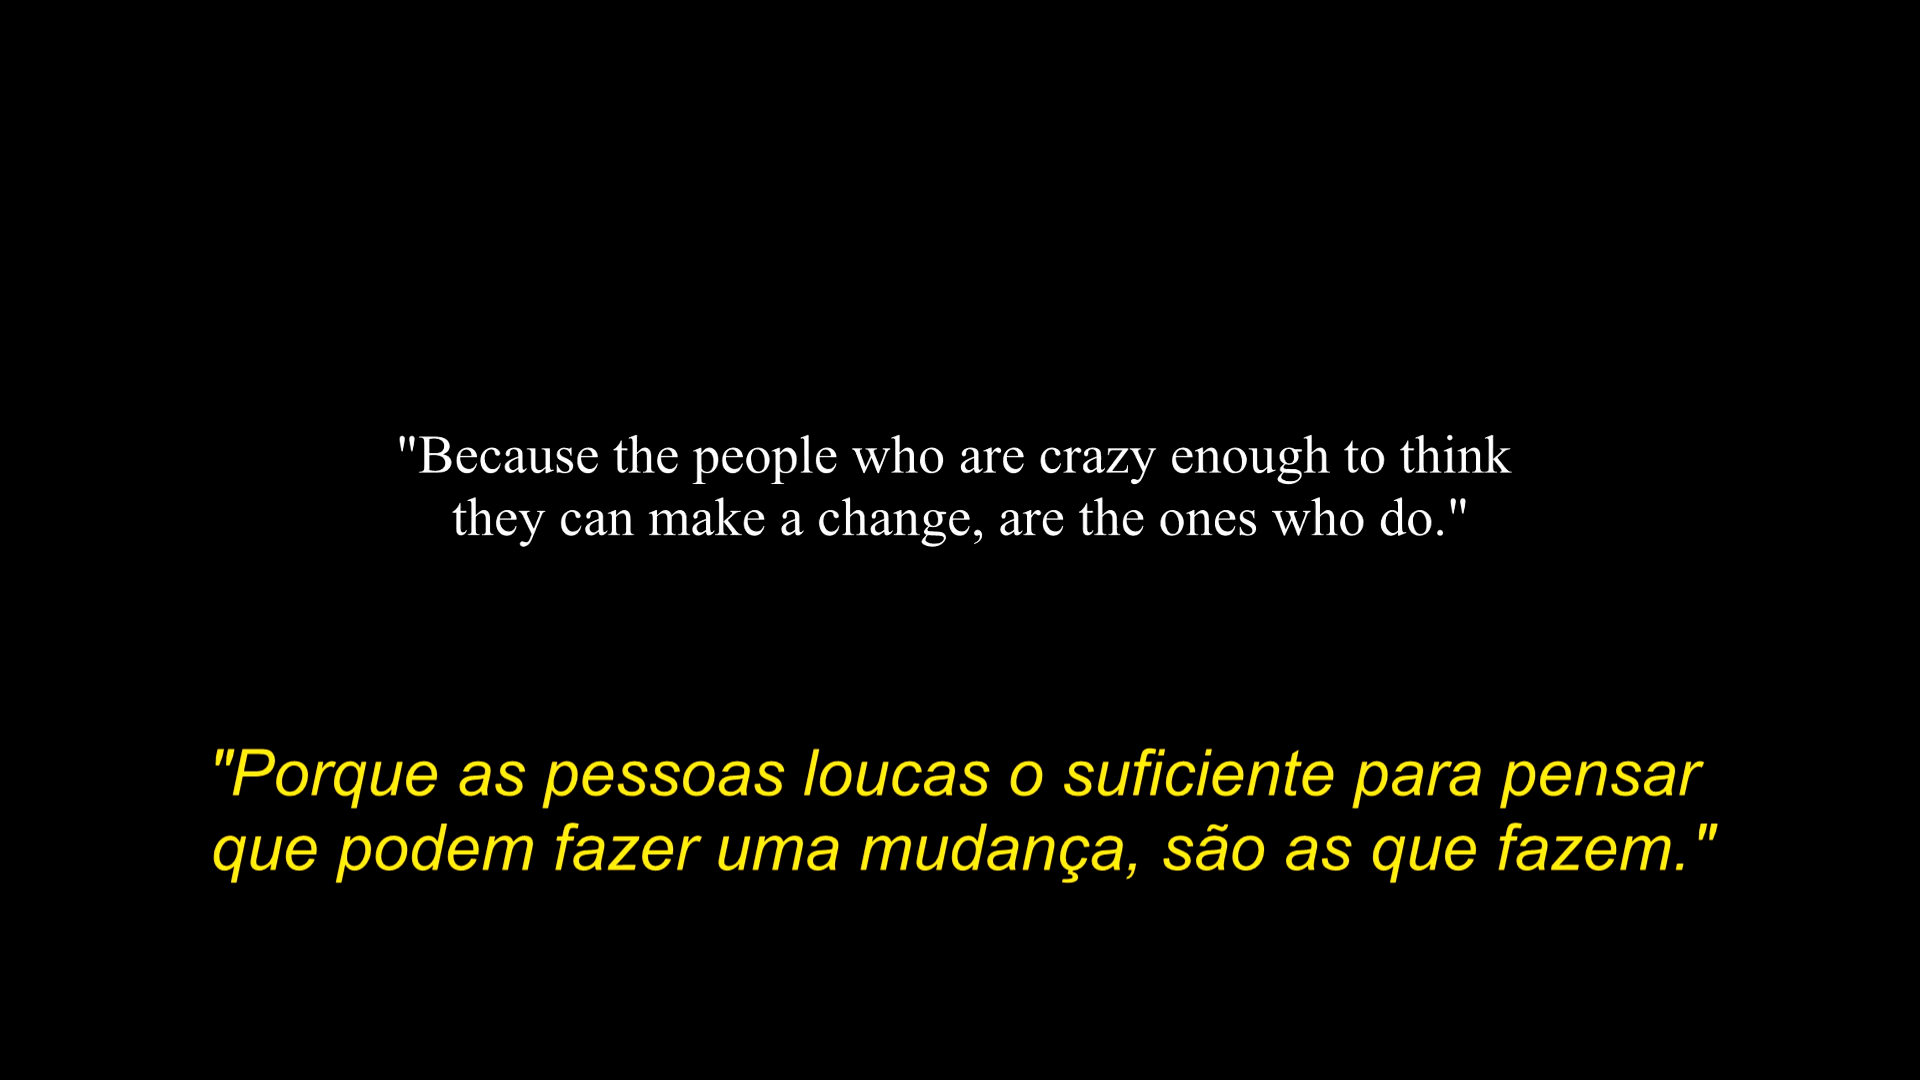 "Because the people who are crazy enough to think
they can make a change, are the ones who do."
"Porque as pessoas loucas o suficiente para pensar
que podem fazer uma mudança, são as que fazem."